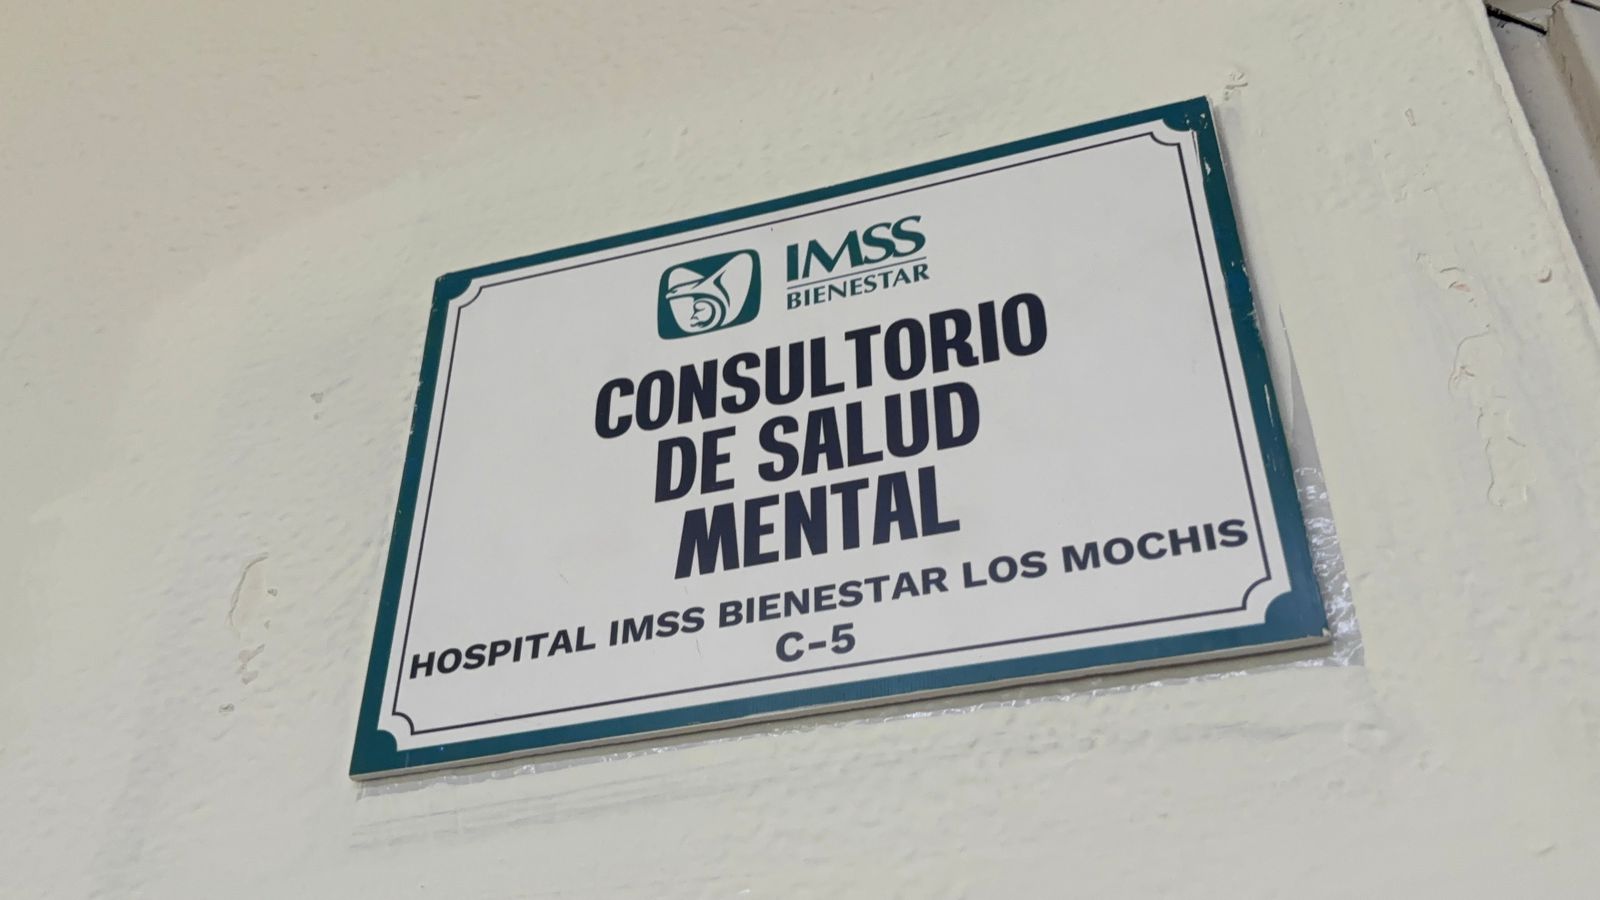 IMSS
BIENESTAR
CONSULTORIO
DE SALUD
MENTAL
HOSPITAL IMSS BIENESTAR LOS MOCHIS
C-5